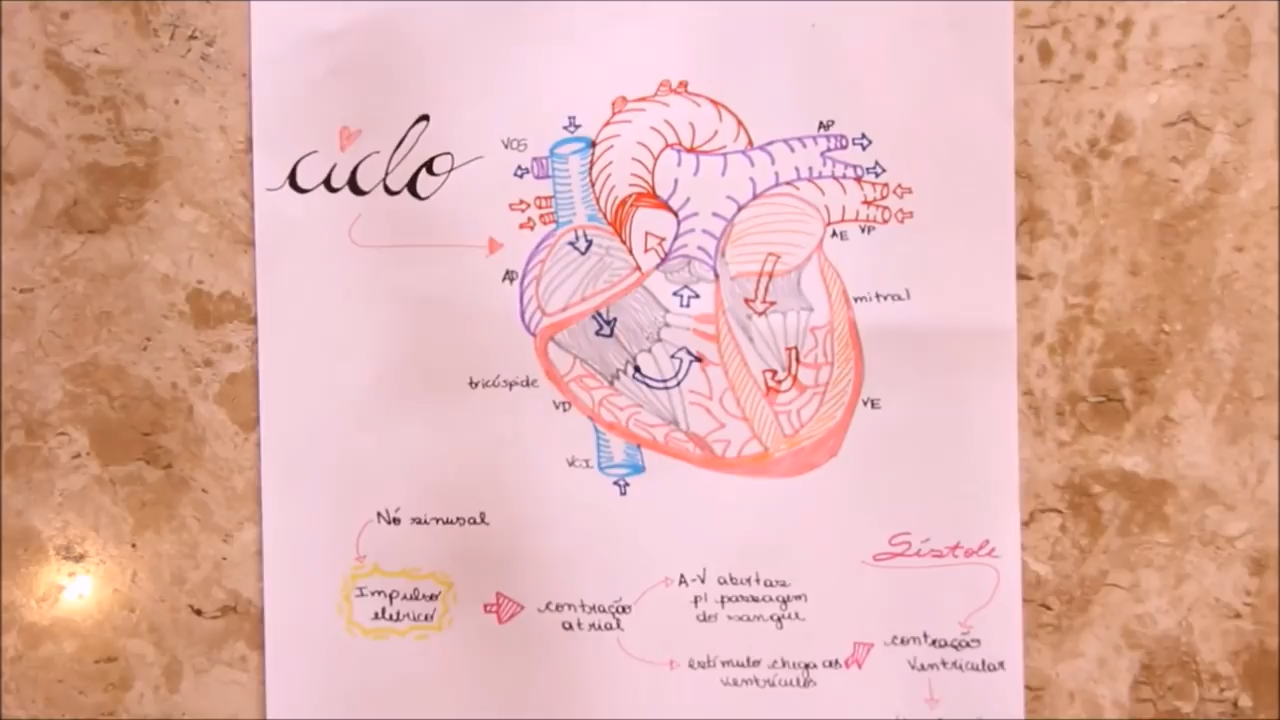 ciclo
VCS
AP
AE VP
AD
mitral
tricúspide
VD
VE
VCI
Nó sinusal
Impulso
elétrico
contração
atrial
A-V abertas
p/ passagem
do sangue
estímulo chega aos
ventrículos
Sístole
contração
Ventricular